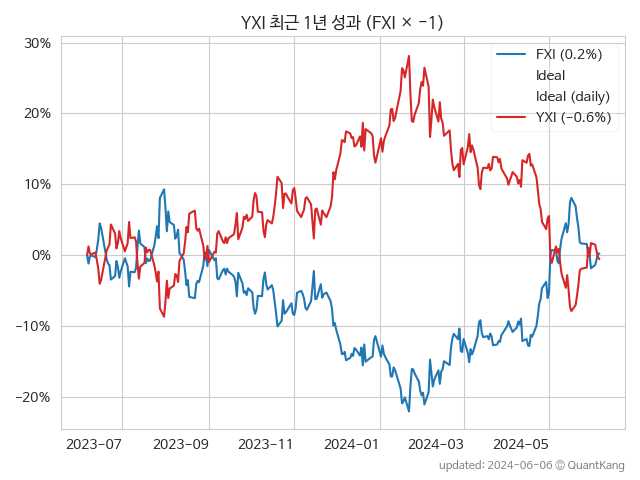 YXI 최근 1년 성과 (FXI × -1)
30%
20%
10%
0%
−10%
−20%
FXI (0.2%)
Ideal
Ideal (daily)
YXI (−0.6%)
2023-07 2023-09 2023-11 2024-01 2024-03 2024-05
updated: 2024-06-06 ⓒ QuantKang